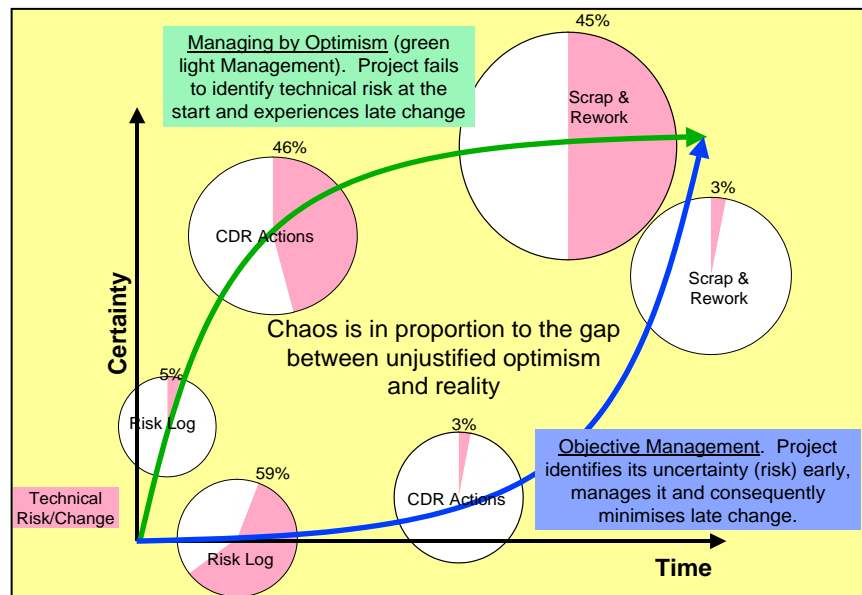 Managing by Optimism (green
light Management). Project fails
to identify technical risk at the
start and experiences late change
45%
Scrap &
Rework
46%
CDR Actions
3%
Scrap &
Rework
Certainty
Chaos is in proportion to the gap
between unjustified optimism
and reality
5%
Risk Log
59%
Risk Log
3%
CDR Actions
Objective Management. Project
identifies its uncertainty (risk) early,
manages it and consequently
minimises late change.
Technical
Risk/Change
Time